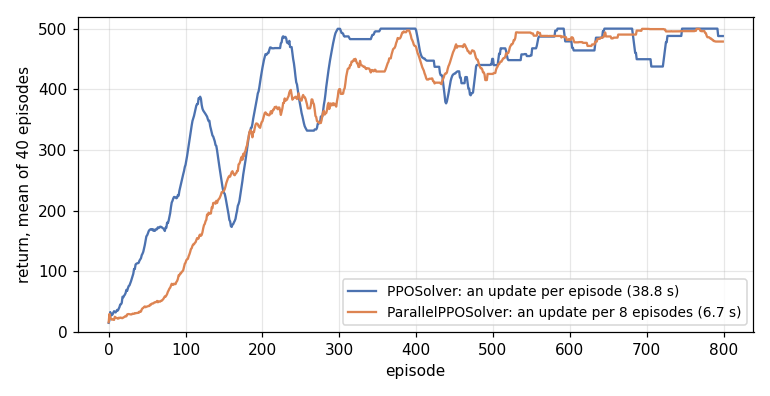 500
400
300
200
100
0
return, mean of 40 episodes
PPOSolver: an update per episode (38.8 s)
ParallelPPOSolver: an update per 8 episodes (6.7 s)
0 100 200 300 400 500 600 700 800
episode